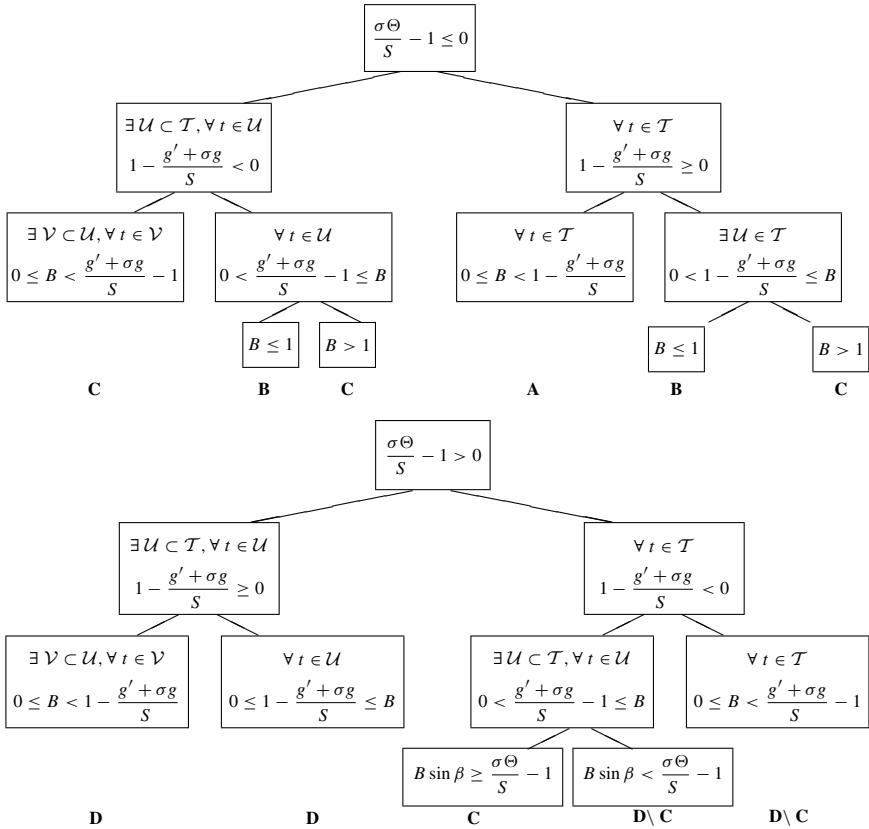 σΘ/S − 1 ≤ 0
∃ 𝒰 ⊂ 𝒯, ∀ t ∈ 𝒰
1 − (g′ + σg)/S < 0
∀ t ∈ 𝒯
1 − (g′ + σg)/S ≥ 0
∃ 𝒱 ⊂ 𝒰, ∀ t ∈ 𝒱
0 ≤ B < (g′ + σg)/S − 1
∀ t ∈ 𝒰
0 < (g′ + σg)/S − 1 ≤ B
∀ t ∈ 𝒯
0 ≤ B < 1 − (g′ + σg)/S
∃ 𝒰 ∈ 𝒯
0 < 1 − (g′ + σg)/S ≤ B
B ≤ 1
B > 1
B ≤ 1
B > 1
C B C A B C
σΘ/S − 1 > 0
∃ 𝒰 ⊂ 𝒯, ∀ t ∈ 𝒰
1 − (g′ + σg)/S ≥ 0
∀ t ∈ 𝒯
1 − (g′ + σg)/S < 0
∃ 𝒱 ⊂ 𝒰, ∀ t ∈ 𝒱
0 ≤ B < 1 − (g′ + σg)/S
∀ t ∈ 𝒰
0 ≤ 1 − (g′ + σg)/S ≤ B
∃ 𝒰 ⊂ 𝒯, ∀ t ∈ 𝒰
0 < (g′ + σg)/S − 1 ≤ B
∀ t ∈ 𝒯
0 ≤ B < (g′ + σg)/S − 1
B sin β ≥ σΘ/S − 1
B sin β < σΘ/S − 1
D D C D\ C D\ C